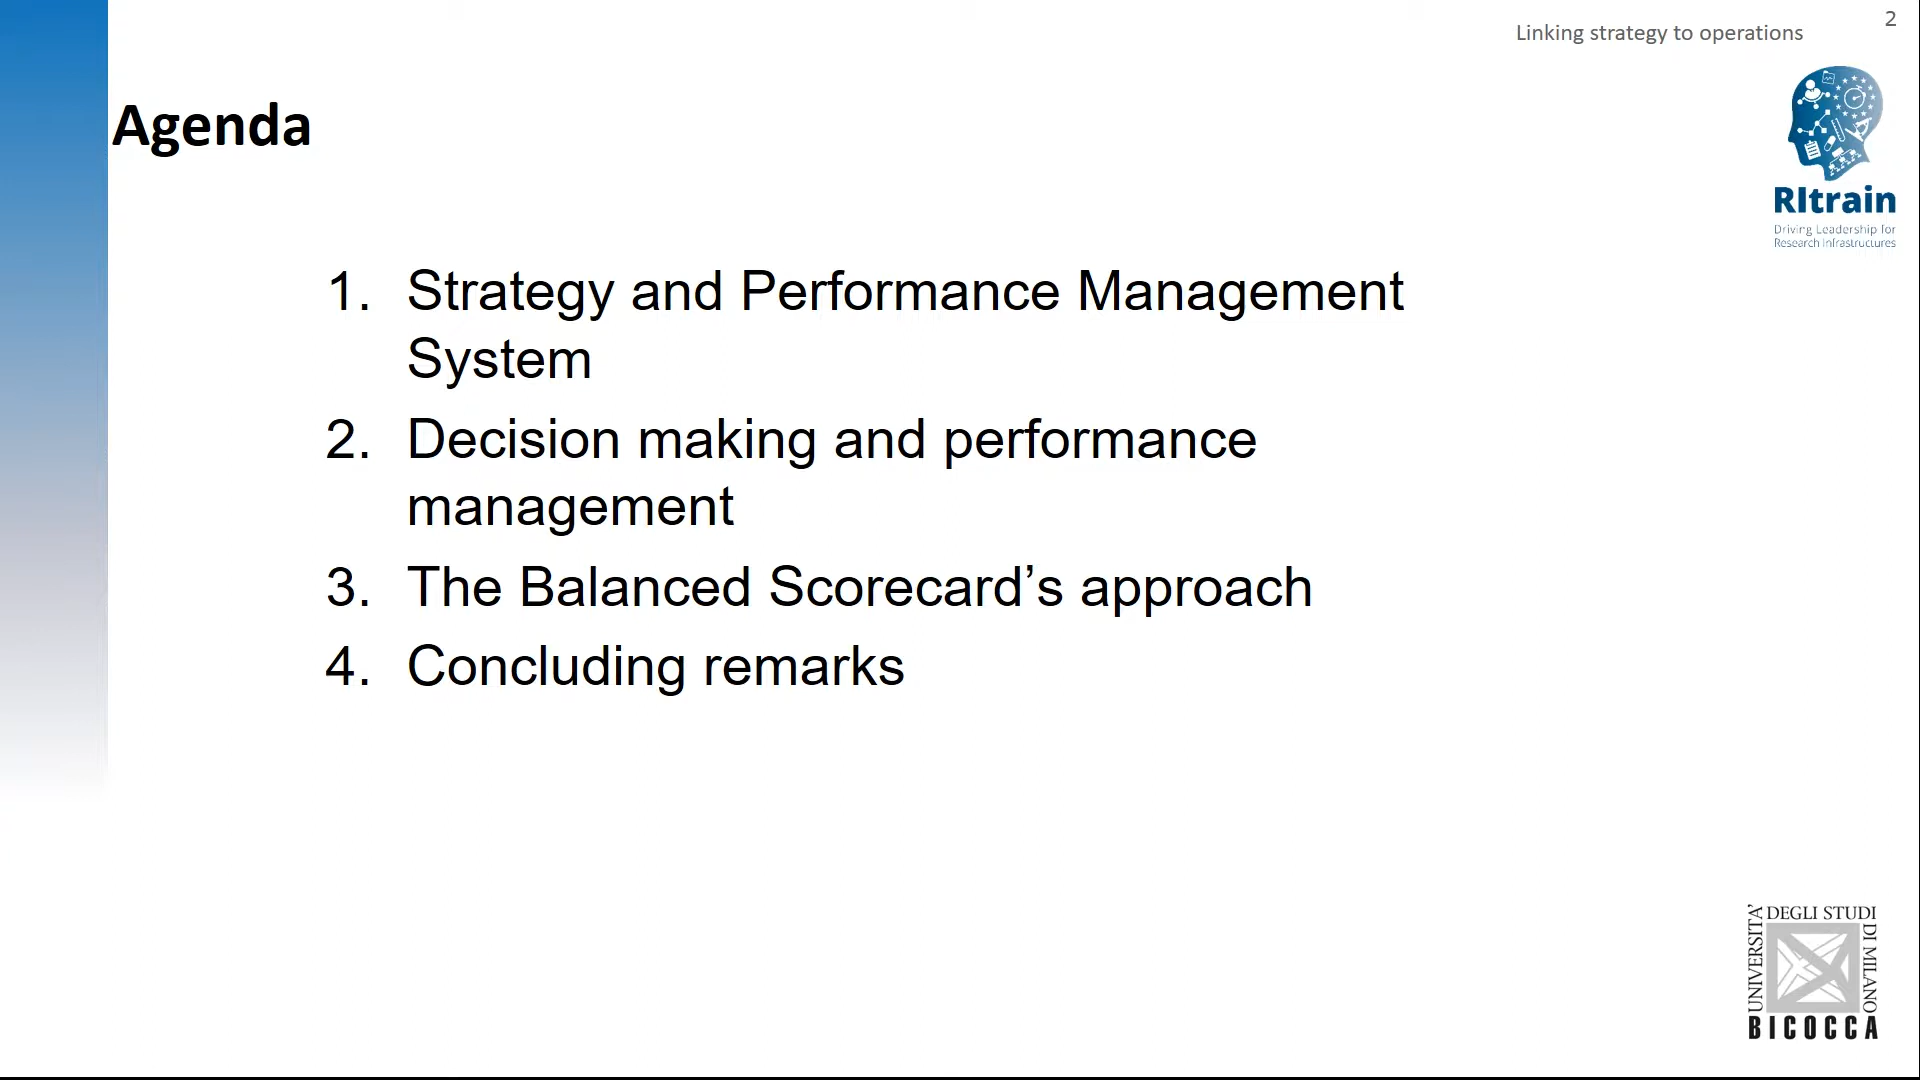 Linking strategy to operations
2
Agenda
RItrain
Driving Leadership for
Research Infrastructures
1. Strategy and Performance Management
System
2. Decision making and performance
management
3. The Balanced Scorecard’s approach
4. Concluding remarks
UNIVERSITA’
DEGLI STUDI
DI MILANO
BICOCCA